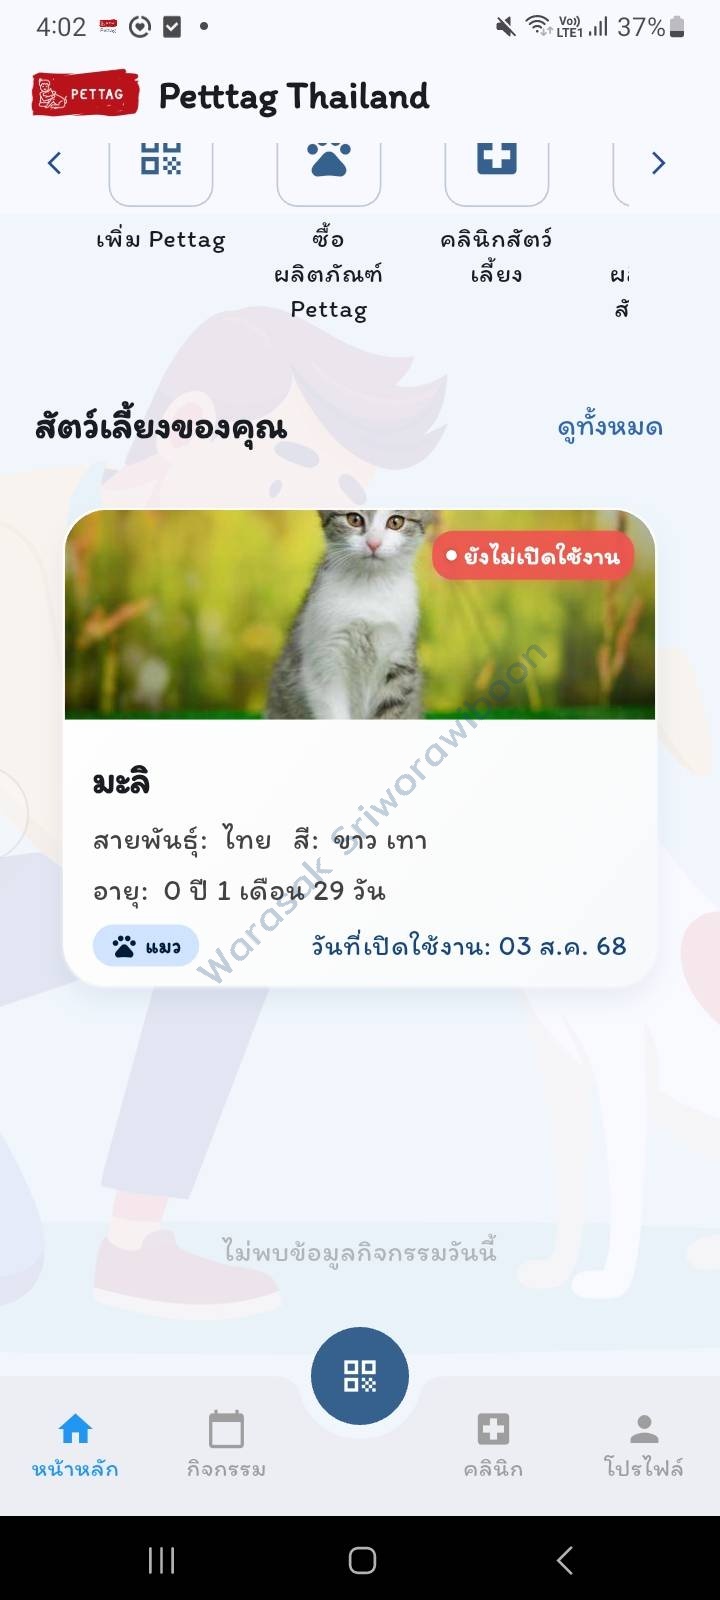 4:02
Vo))
LTE1
37%
PETTAG
Petttag Thailand
เพิ่ม Pettag
ซื้อ
ผลิตภัณฑ์
Pettag
คลินิกสัตว์
เลี้ยง
สัตว์เลี้ยงของคุณ
ดูทั้งหมด
ยังไม่เปิดใช้งาน
มะลิ
สายพันธุ์: ไทย สี: ขาว เทา
อายุ: 0 ปี 1 เดือน 29 วัน
แมว
วันที่เปิดใช้งาน: 03 ส.ค. 68
Warasak Sriworawiboon
ไม่พบข้อมูลกิจกรรมวันนี้
หน้าหลัก
กิจกรรม
คลินิก
โปรไฟล์